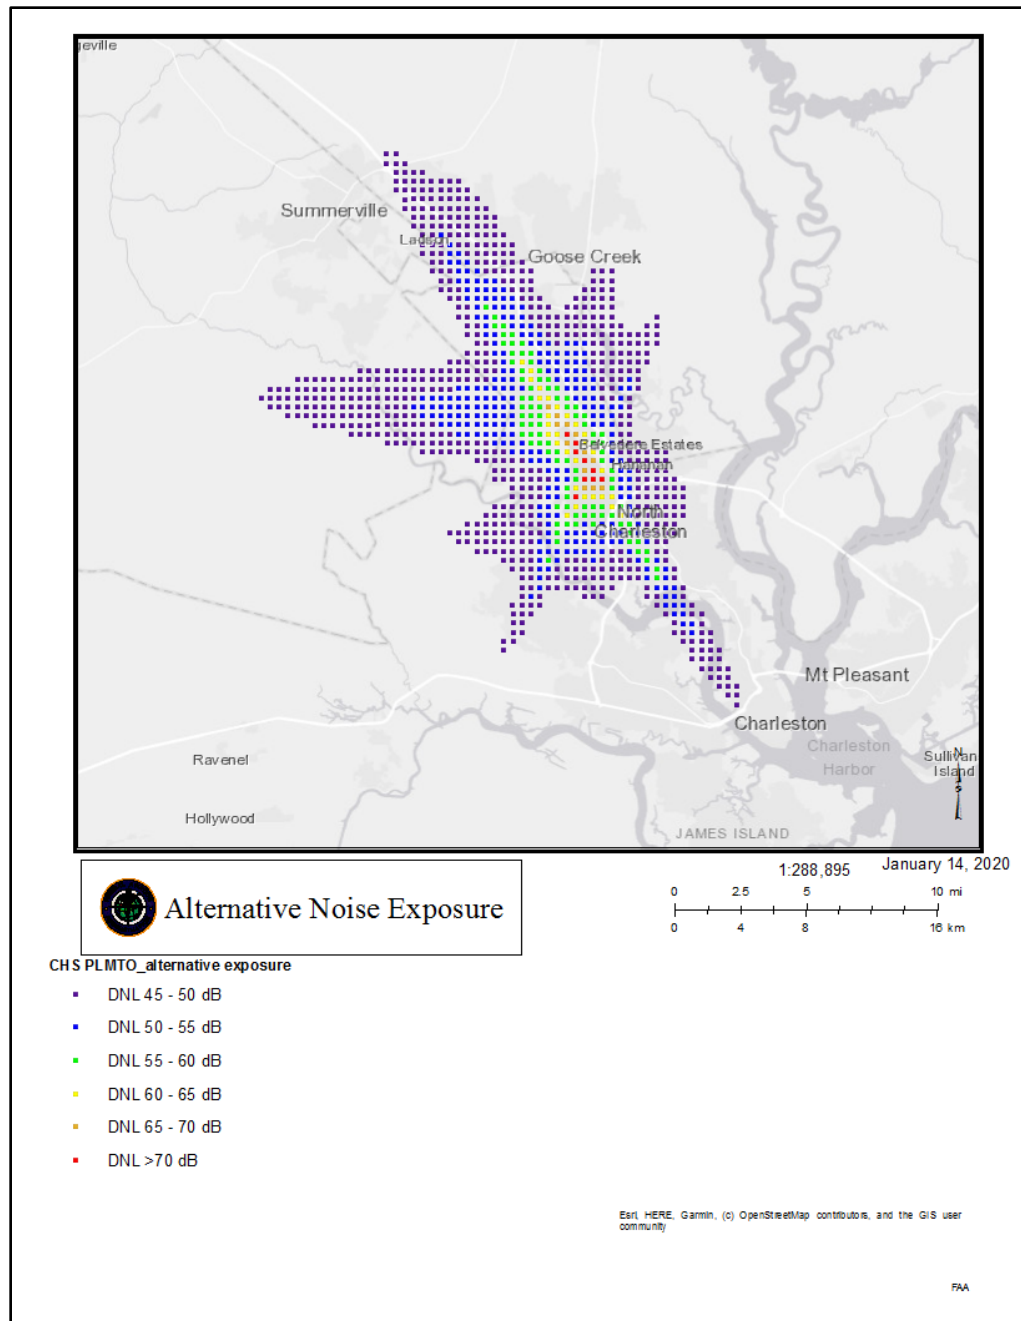 geville
Summerville
Ladson
Goose Creek
Belvedere Estates
Hanahan
North
Charleston
Mt Pleasant
Charleston
Charleston
Harbor
Sullivan
Island
N
S
Ravenel
Hollywood
JAMES ISLAND
Alternative Noise Exposure
1:288,895
January 14, 2020
0 2.5 5 10 mi
0 4 8 16 km
CHS PLMTO_alternative exposure
DNL 45 - 50 dB
DNL 50 - 55 dB
DNL 55 - 60 dB
DNL 60 - 65 dB
DNL 65 - 70 dB
DNL >70 dB
Esri, HERE, Garmin, (c) OpenStreetMap contributors, and the GIS user
community
FAA